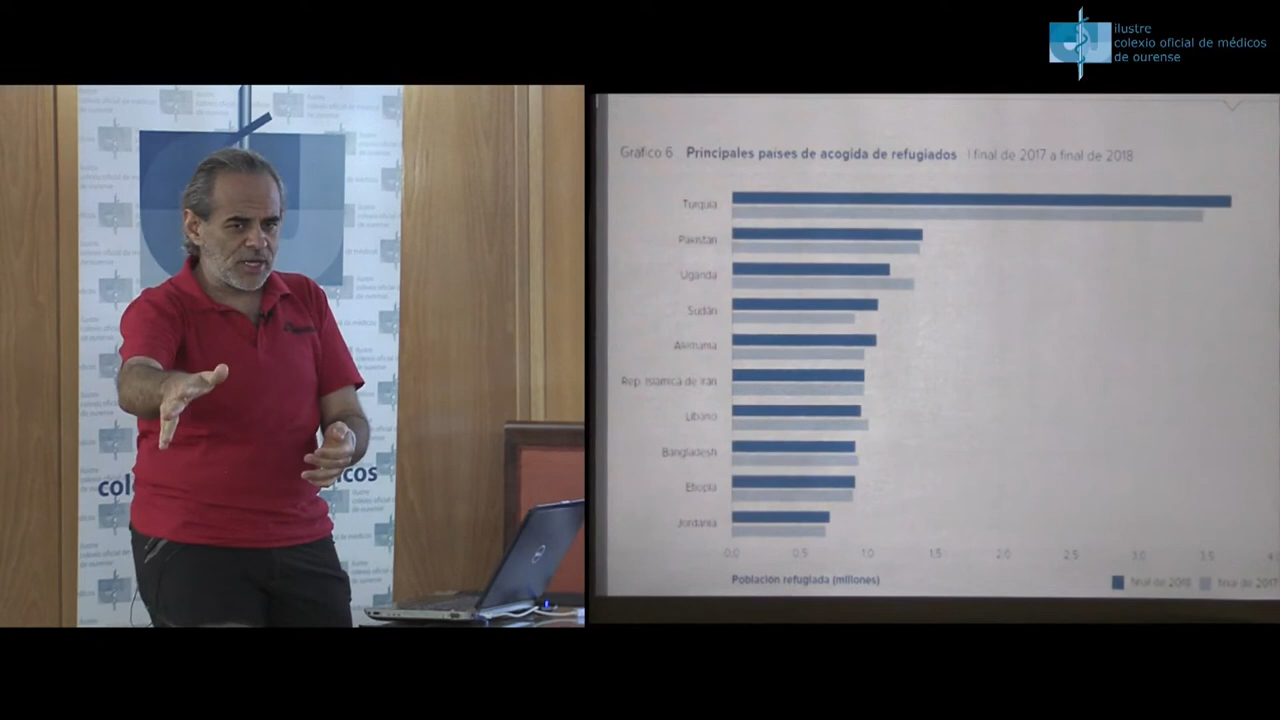 ilustre
colexio oficial de médicos
de ourense
Gráfico 6 Principales países de acogida de refugiados | final de 2017 a final de 2018
Turquía
Pakistán
Uganda
Sudán
Alemania
Rep. Islámica de Irán
Líbano
Bangladesh
Etiopía
Jordania
0.0 0.5 1.0 1.5 2.0 2.5 3.0 3.5
Población refugiada (millones)
final de 2018 final de 2017